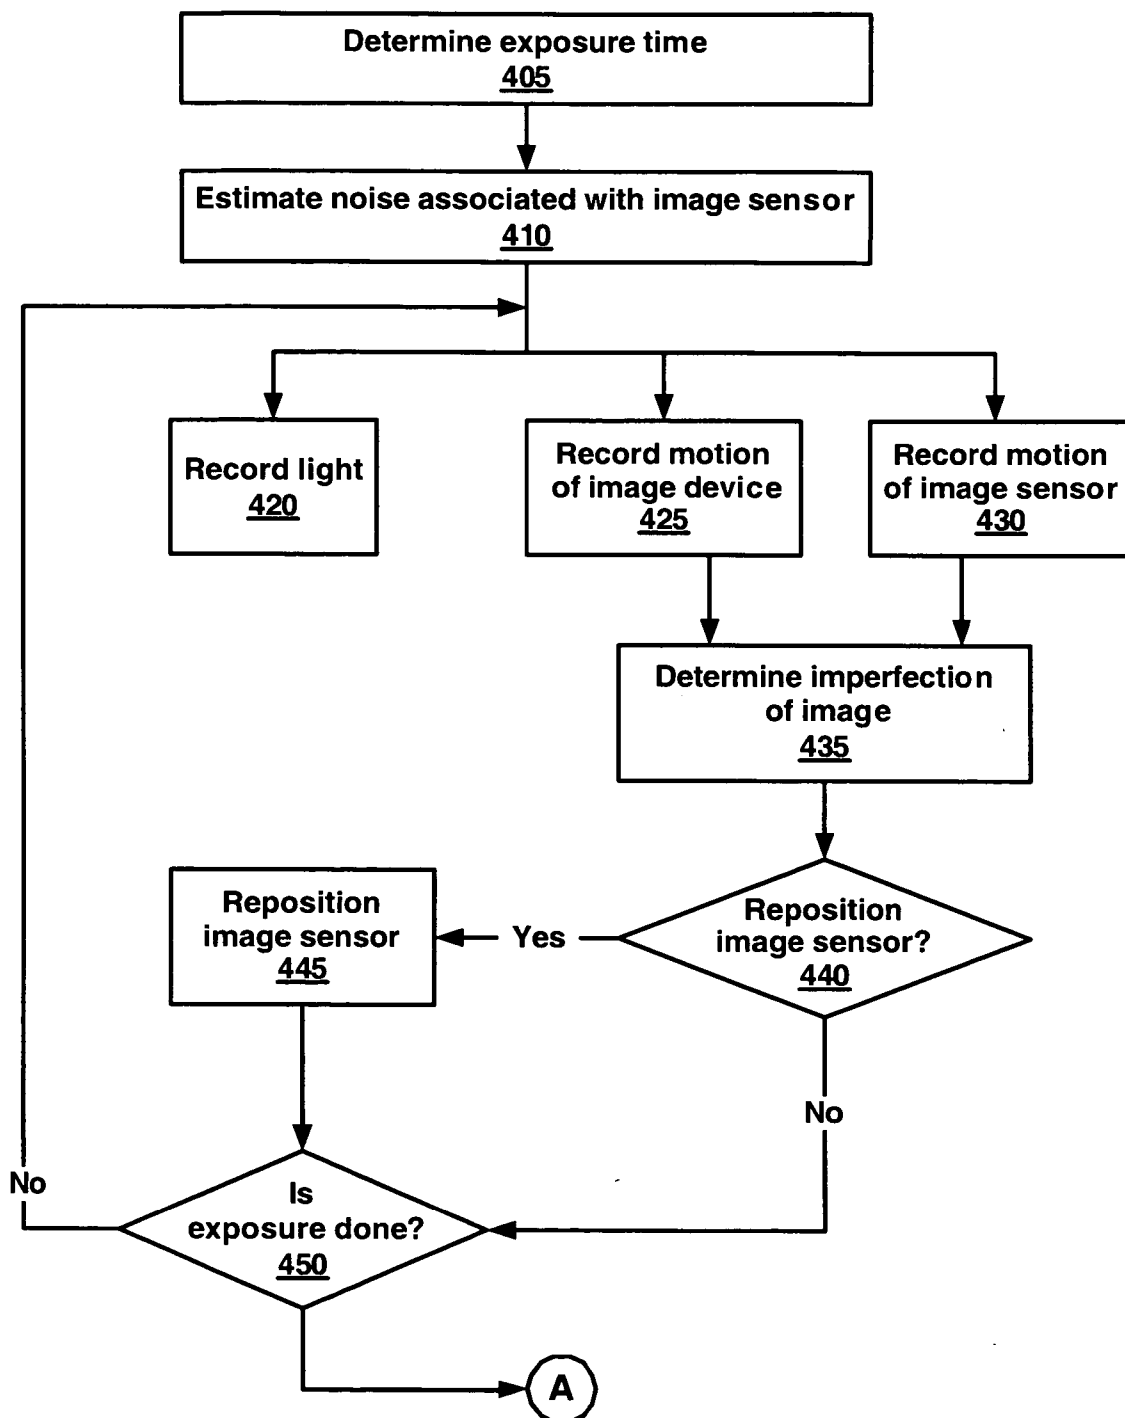 Determine exposure time
405
Estimate noise associated with image sensor
410
Record light
420
Record motion
of image device
425
Record motion
of image sensor
430
Determine imperfection
of image
435
Reposition
image sensor?
440
Yes
Reposition
image sensor
445
No
No
Is
exposure done?
450
A